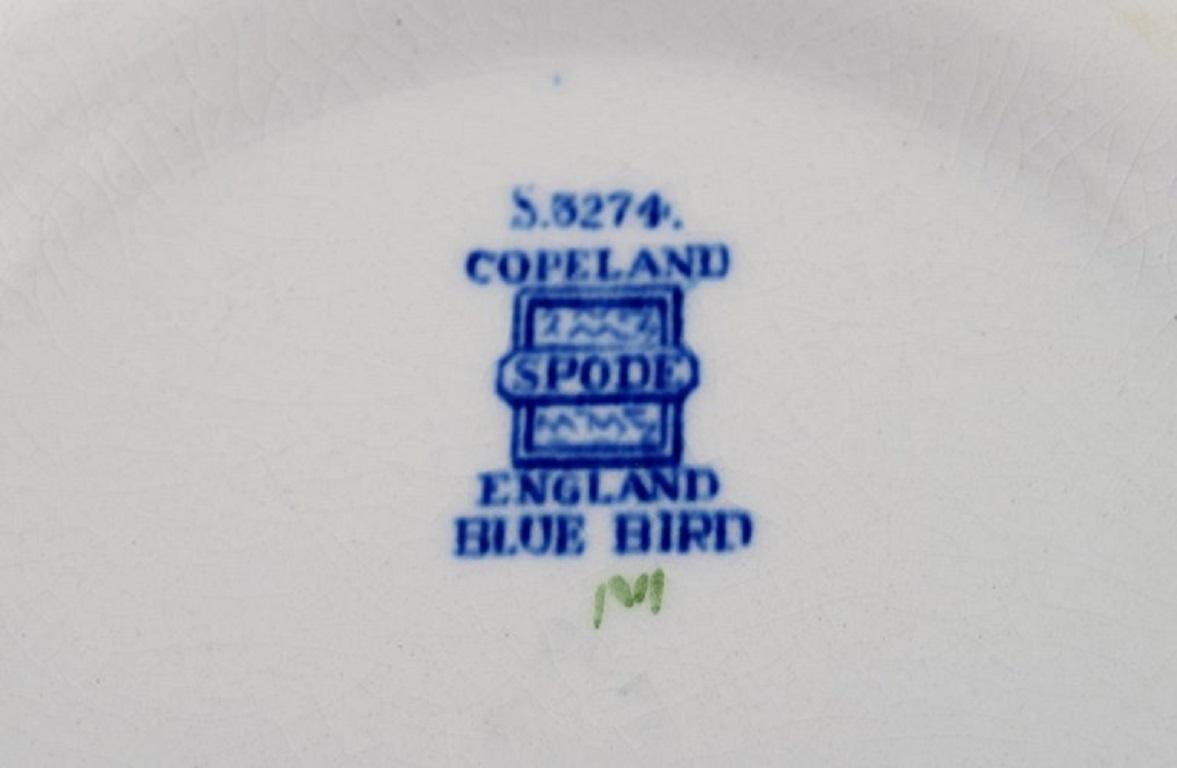 S.3274.
COPELAND
SPODE
ENGLAND
BLUE BIRD